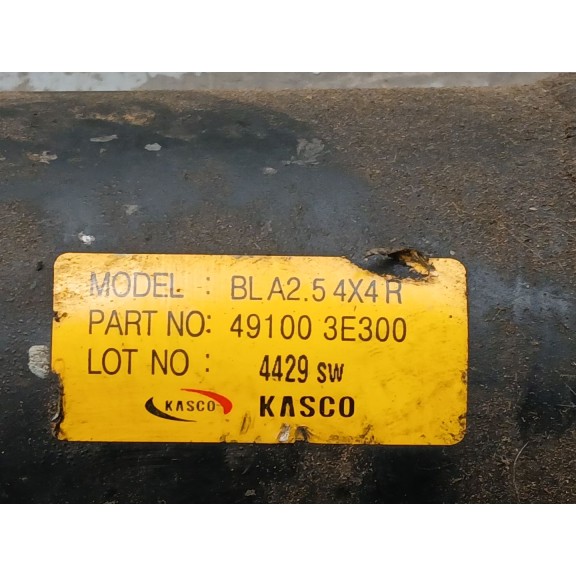 MODEL : BL A2.5 4X4 R
PART NO: 49100 3E300
LOT NO : 4429 SW
KASCO KASCO